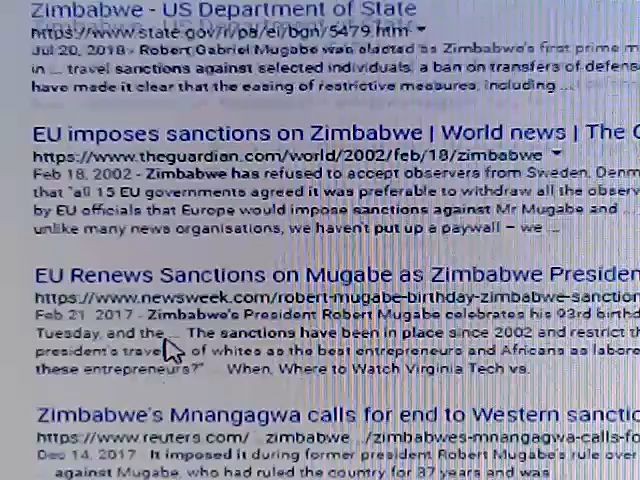 Zimbabwe - US Department of State
https://www.state.gov/r/pa/ei/bgn/5479.htm
Jul 20, 2018 - Robert Gabriel Mugabe was elected as Zimbabwe's first prime m
in ... travel sanctions against selected individuals, a ban on transfers of defens
have made it clear that the easing of restrictive measures, including ...
EU imposes sanctions on Zimbabwe | World news | The G
https://www.theguardian.com/world/2002/feb/18/zimbabwe
Feb 18, 2002 - Zimbabwe has refused to accept observers from Sweden, Denm
that "all 15 EU governments agreed it was preferable to withdraw all the observ
by EU officials that Europe would impose sanctions against Mr Mugabe and ...
unlike many news organisations, we haven't put up a paywall – we ...
EU Renews Sanctions on Mugabe as Zimbabwe Presiden
https://www.newsweek.com/robert-mugabe-birthday-zimbabwe-sanction
Feb 21, 2017 - Zimbabwe's President Robert Mugabe celebrates his 93rd birthd
Tuesday, and the ... The sanctions have been in place since 2002 and restrict th
president's travel of whites as the best entrepreneurs and Africans as labore
these entrepreneurs?" ... When, Where to Watch Virginia Tech vs.
Zimbabwe's Mnangagwa calls for end to Western sanctio
https://www.reuters.com/...zimbabwe.../zimbabwes-mnangagwa-calls-fo
Dec 14, 2017 It imposed it during former president Robert Mugabe's rule over
against Mugabe, who had ruled the country for 37 years and was